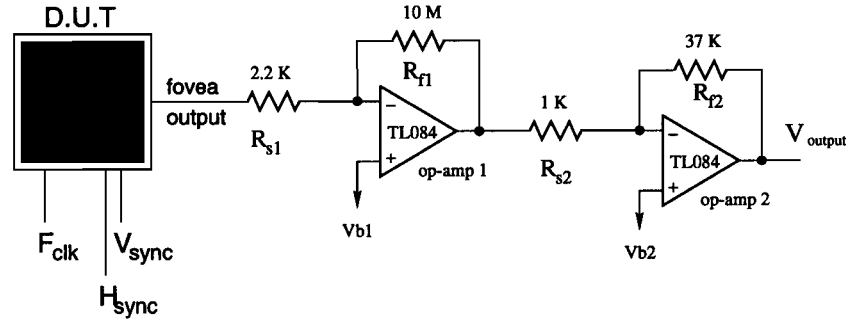 D.U.T
fovea
output
2.2 K
R_s1
10 M
R_f1
TL084
op-amp 1
Vb1
1 K
R_s2
37 K
R_f2
TL084
op-amp 2
Vb2
V_output
F_clk
V_sync
H_sync